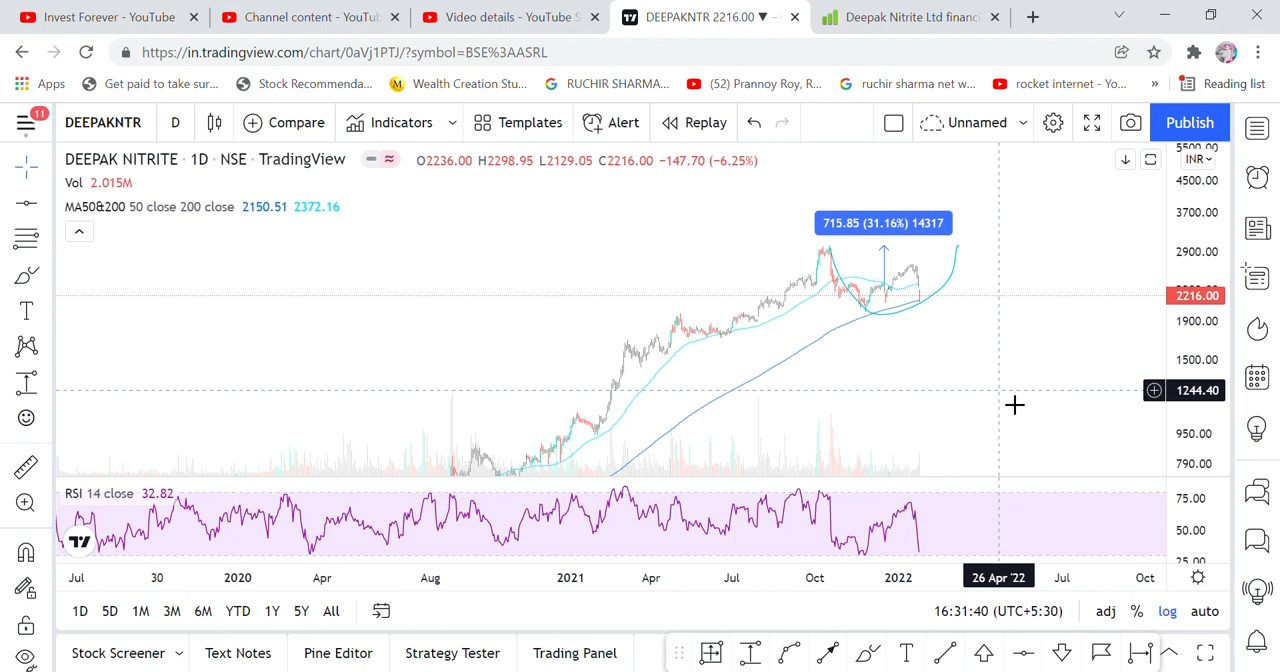 Invest Forever - YouTube
Channel content - YouTub
Video details - YouTube S
DEEPAKNTR 2216.00 ▼ -
Deepak Nitrite Ltd financi
https://in.tradingview.com/chart/0aVj1PTJ/?symbol=BSE%3AASRL
Apps
Get paid to take sur...
Stock Recommenda...
Wealth Creation Stu...
RUCHIR SHARMA...
(52) Prannoy Roy, R...
ruchir sharma net w...
rocket internet - Yo...
»
Reading list
11
DEEPAKNTR
D
Compare
Indicators
Templates
Alert
Replay
Unnamed
Publish
DEEPAK NITRITE · 1D · NSE · TradingView
O2236.00 H2298.95 L2129.05 C2216.00 −147.70 (−6.25%)
INR
Vol 2.015M
MA50&200 50 close 200 close 2150.51 2372.16
715.85 (31.16%) 14317
5500.00
4500.00
3700.00
2900.00
2216.00
1900.00
1500.00
1244.40
950.00
790.00
RSI 14 close 32.82
75.00
50.00
25.00
Jul
30
2020
Apr
Aug
2021
Apr
Jul
Oct
2022
26 Apr '22
Jul
Oct
1D 5D 1M 3M 6M YTD 1Y 5Y All
16:31:40 (UTC+5:30)
adj % log auto
Stock Screener
Text Notes
Pine Editor
Strategy Tester
Trading Panel